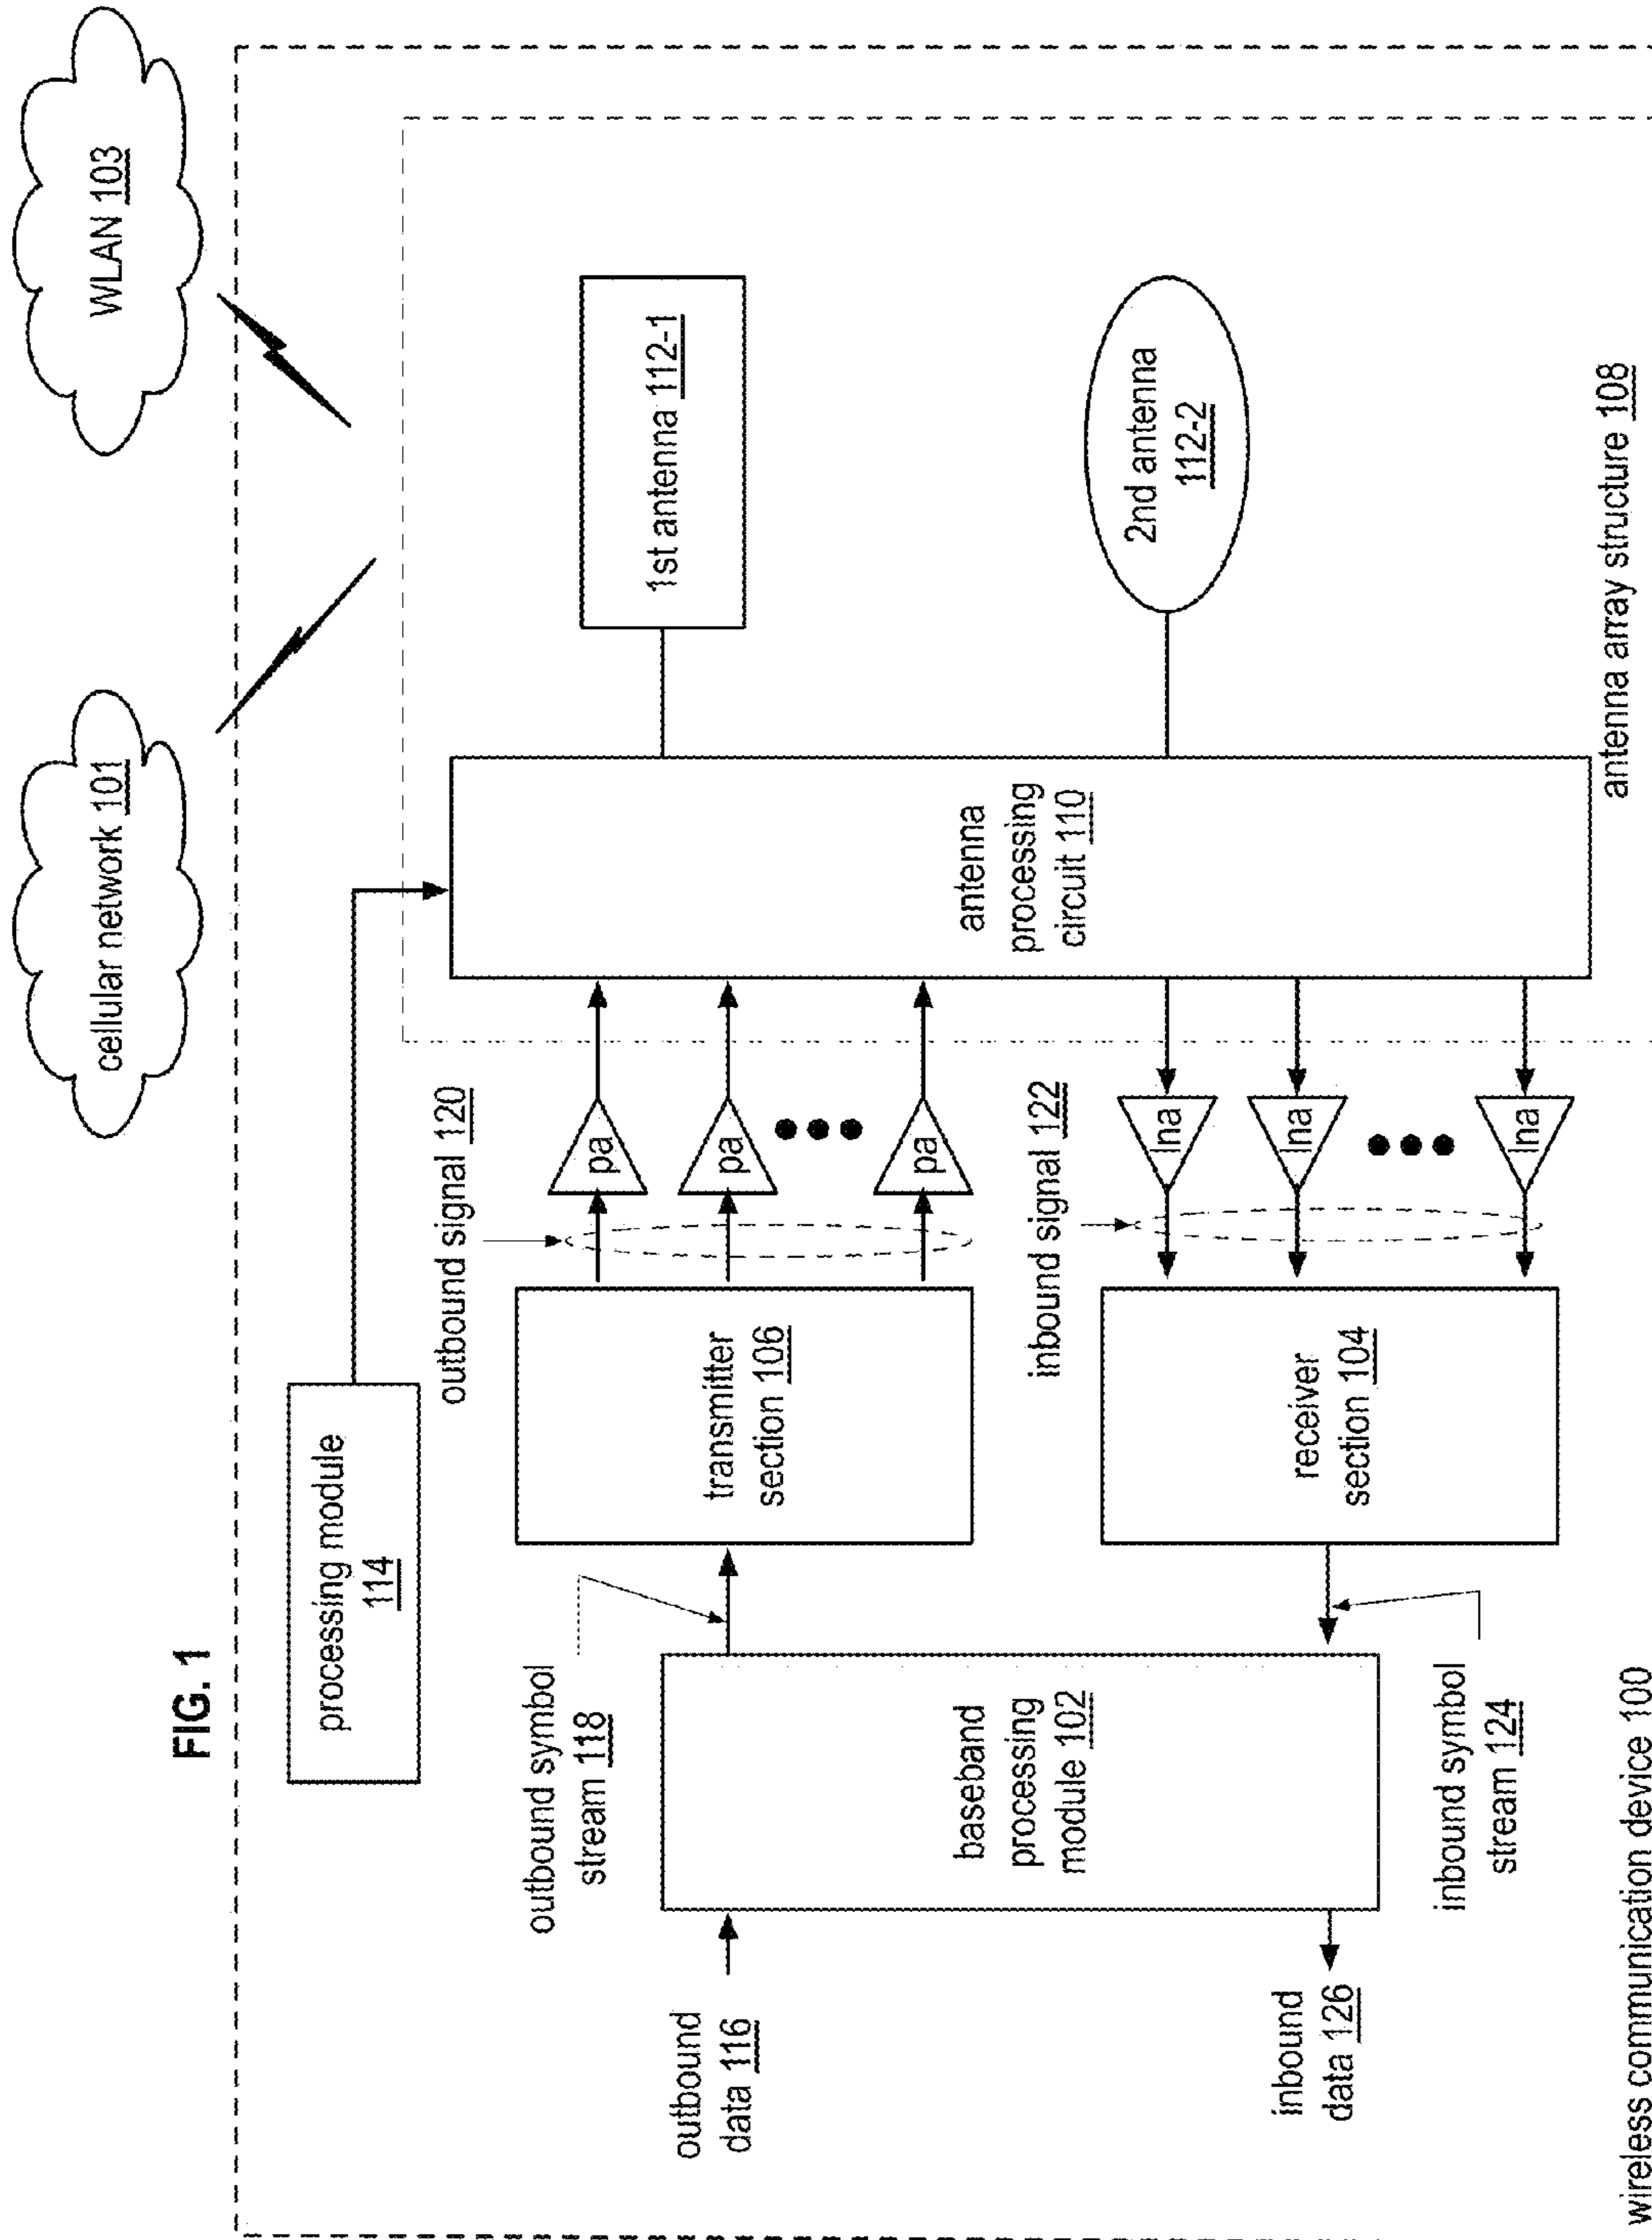 FIG. 1
cellular network 101
WLAN 103
processing module
114
outbound signal 120
outbound symbol
stream 118
transmitter
section 106
pa
pa
pa
1st antenna 112-1
outbound
data 116
baseband
processing
module 102
antenna
processing
circuit 110
2nd antenna
112-2
inbound signal 122
receiver
section 104
lna
lna
lna
inbound
data 126
inbound symbol
stream 124
antenna array structure 108
wireless communication device 100